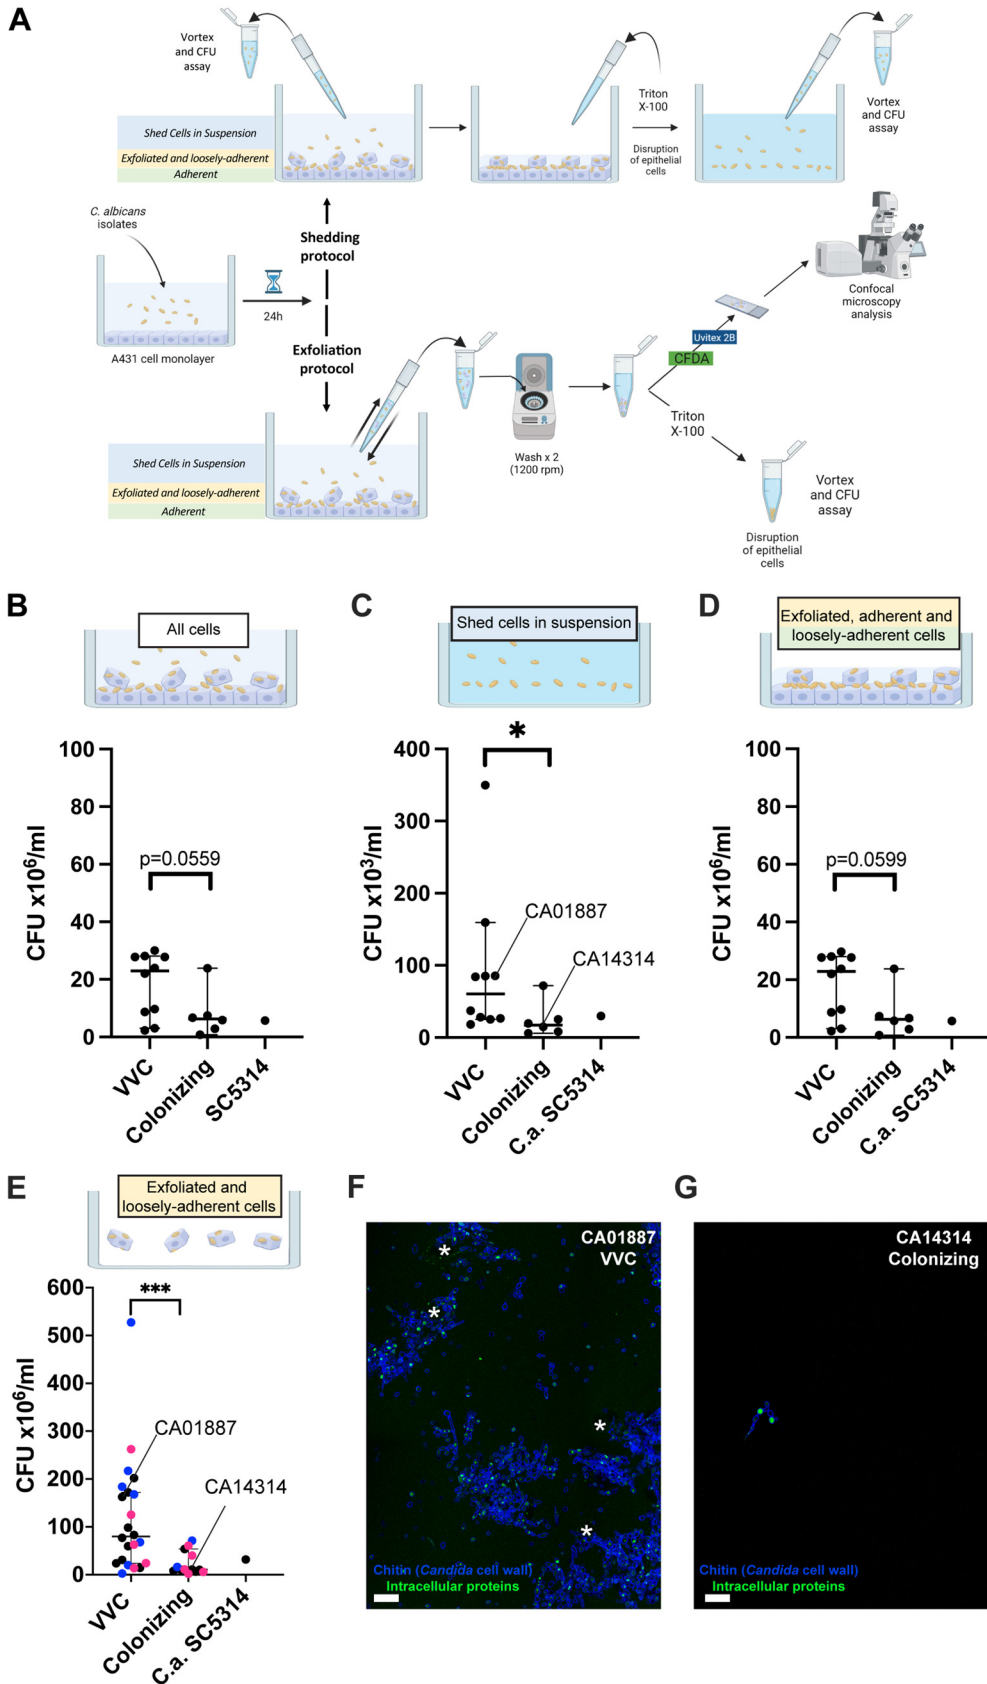 A
Vortex
and CFU
assay
Triton
X-100
Disruption
of epithelial
cells
Vortex
and CFU
assay
Shed Cells in Suspension
Exfoliated and loosely-adherent
Adherent
C. albicans
isolates
Shedding
protocol
24h
A431 cell monolayer
Exfoliation
protocol
Confocal
microscopy
analysis
Uvitex 2B
CFDA
Triton
X-100
Wash x 2
(1200 rpm)
Shed Cells in Suspension
Exfoliated and loosely-adherent
Adherent
Vortex
and CFU
assay
Disruption
of epithelial
cells
B
All cells
CFU x10⁶/ml
100
80
60
40
20
0
p=0.0559
VVC
Colonizing
SC5314
C
Shed cells in suspension
CFU x10³/ml
400
300
200
100
0
*
CA01887
CA14314
VVC
Colonizing
C.a. SC5314
D
Exfoliated, adherent and
loosely-adherent cells
CFU x10⁶/ml
100
80
60
40
20
0
p=0.0599
VVC
Colonizing
C.a. SC5314
E
Exfoliated and
loosely-adherent cells
CFU x10⁶/ml
600
500
400
300
200
100
0
***
CA01887
CA14314
VVC
Colonizing
C.a. SC5314
F
CA01887
VVC
*
*
*
*
Chitin (Candida cell wall)
Intracellular proteins
G
CA14314
Colonizing
Chitin (Candida cell wall)
Intracellular proteins